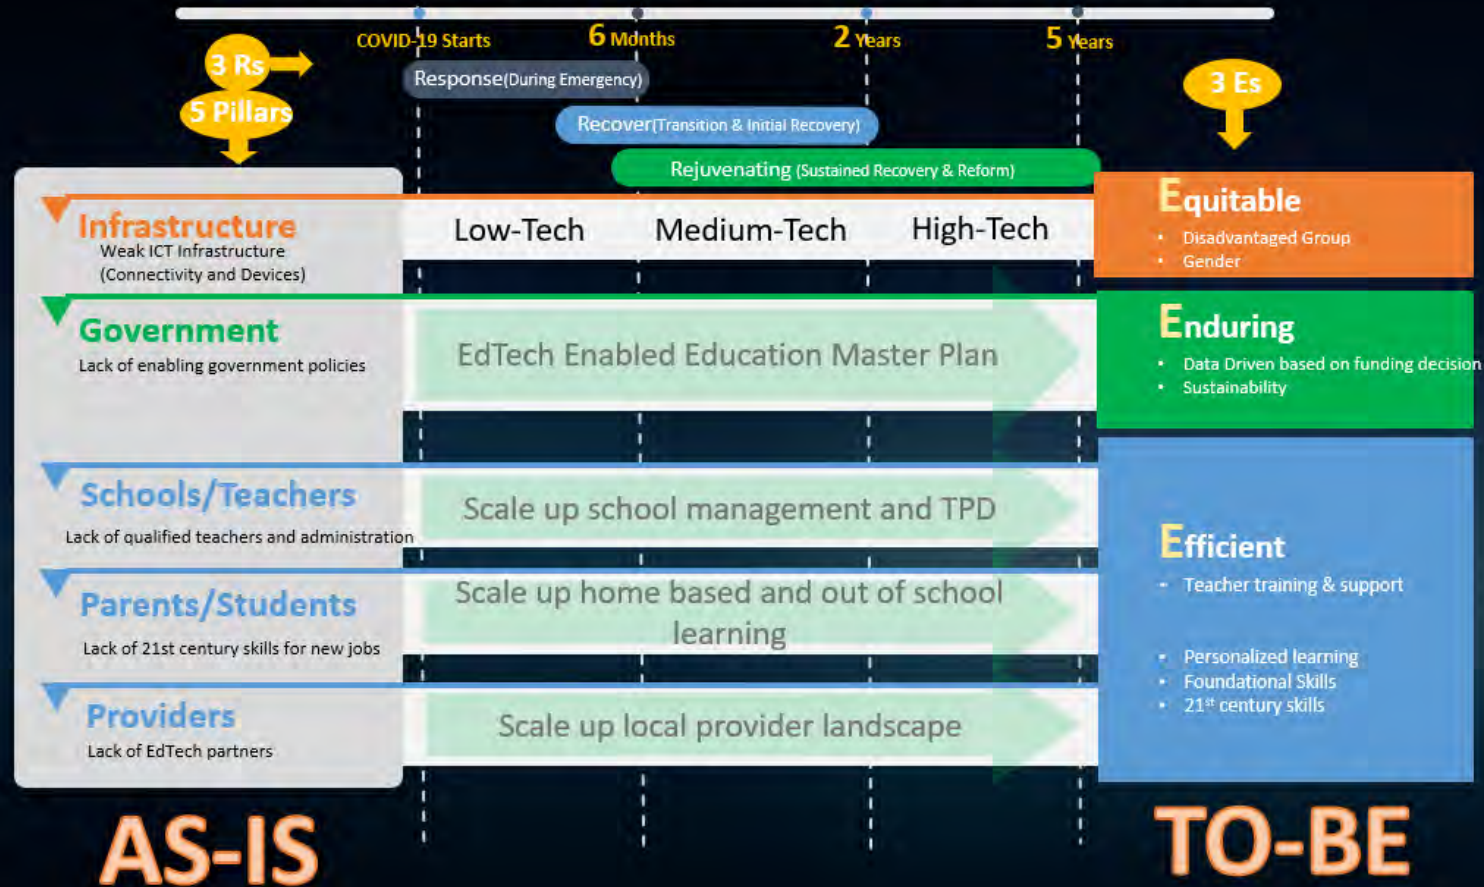 COVID-19 Starts
6 Months
2 Years
5 Years
3 Rs
5 Pillars
3 Es
Response(During Emergency)
Recover(Transition & Initial Recovery)
Rejuvenating (Sustained Recovery & Reform)
Infrastructure
Weak ICT Infrastructure
(Connectivity and Devices)
Low-Tech
Medium-Tech
High-Tech
Equitable
• Disadvantaged Group
• Gender
Government
Lack of enabling government policies
EdTech Enabled Education Master Plan
Enduring
• Data Driven based on funding decision
• Sustainability
Schools/Teachers
Lack of qualified teachers and administration
Scale up school management and TPD
Parents/Students
Lack of 21st century skills for new jobs
Scale up home based and out of school
learning
Providers
Lack of EdTech partners
Scale up local provider landscape
Efficient
• Teacher training & support
• Personalized learning
• Foundational Skills
• 21st century skills
AS-IS
TO-BE